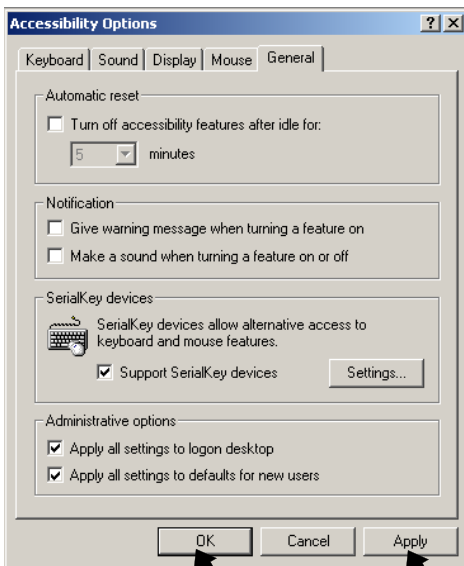 Accessibility Options
Keyboard Sound Display Mouse General
Automatic reset
Turn off accessibility features after idle for:
5 minutes
Notification
Give warning message when turning a feature on
Make a sound when turning a feature on or off
SerialKey devices
SerialKey devices allow alternative access to
keyboard and mouse features.
Support SerialKey devices Settings...
Administrative options
Apply all settings to logon desktop
Apply all settings to defaults for new users
OK Cancel Apply